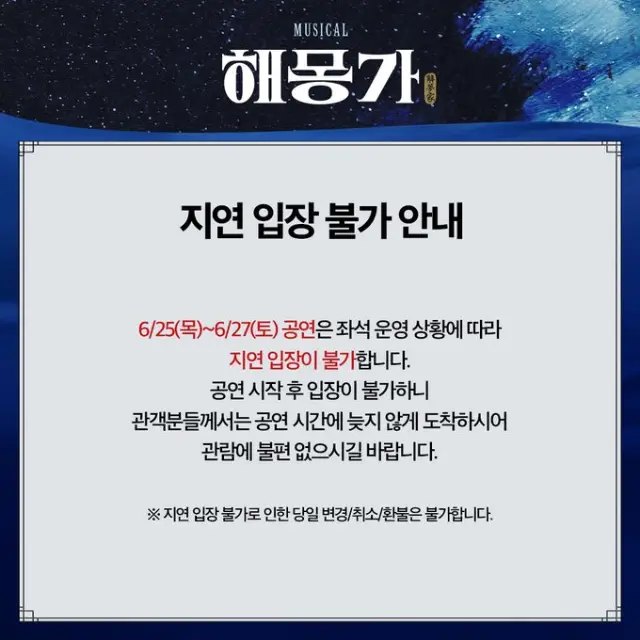 MUSICAL
해몽가
지연 입장 불가 안내
6/25(목)~6/27(토) 공연은 좌석 운영 상황에 따라
지연 입장이 불가합니다.
공연 시작 후 입장이 불가하니
관객분들께서는 공연 시간에 늦지 않게 도착하시어
관람에 불편 없으시길 바랍니다.
※ 지연 입장 불가로 인한 당일 변경/취소/환불은 불가합니다.